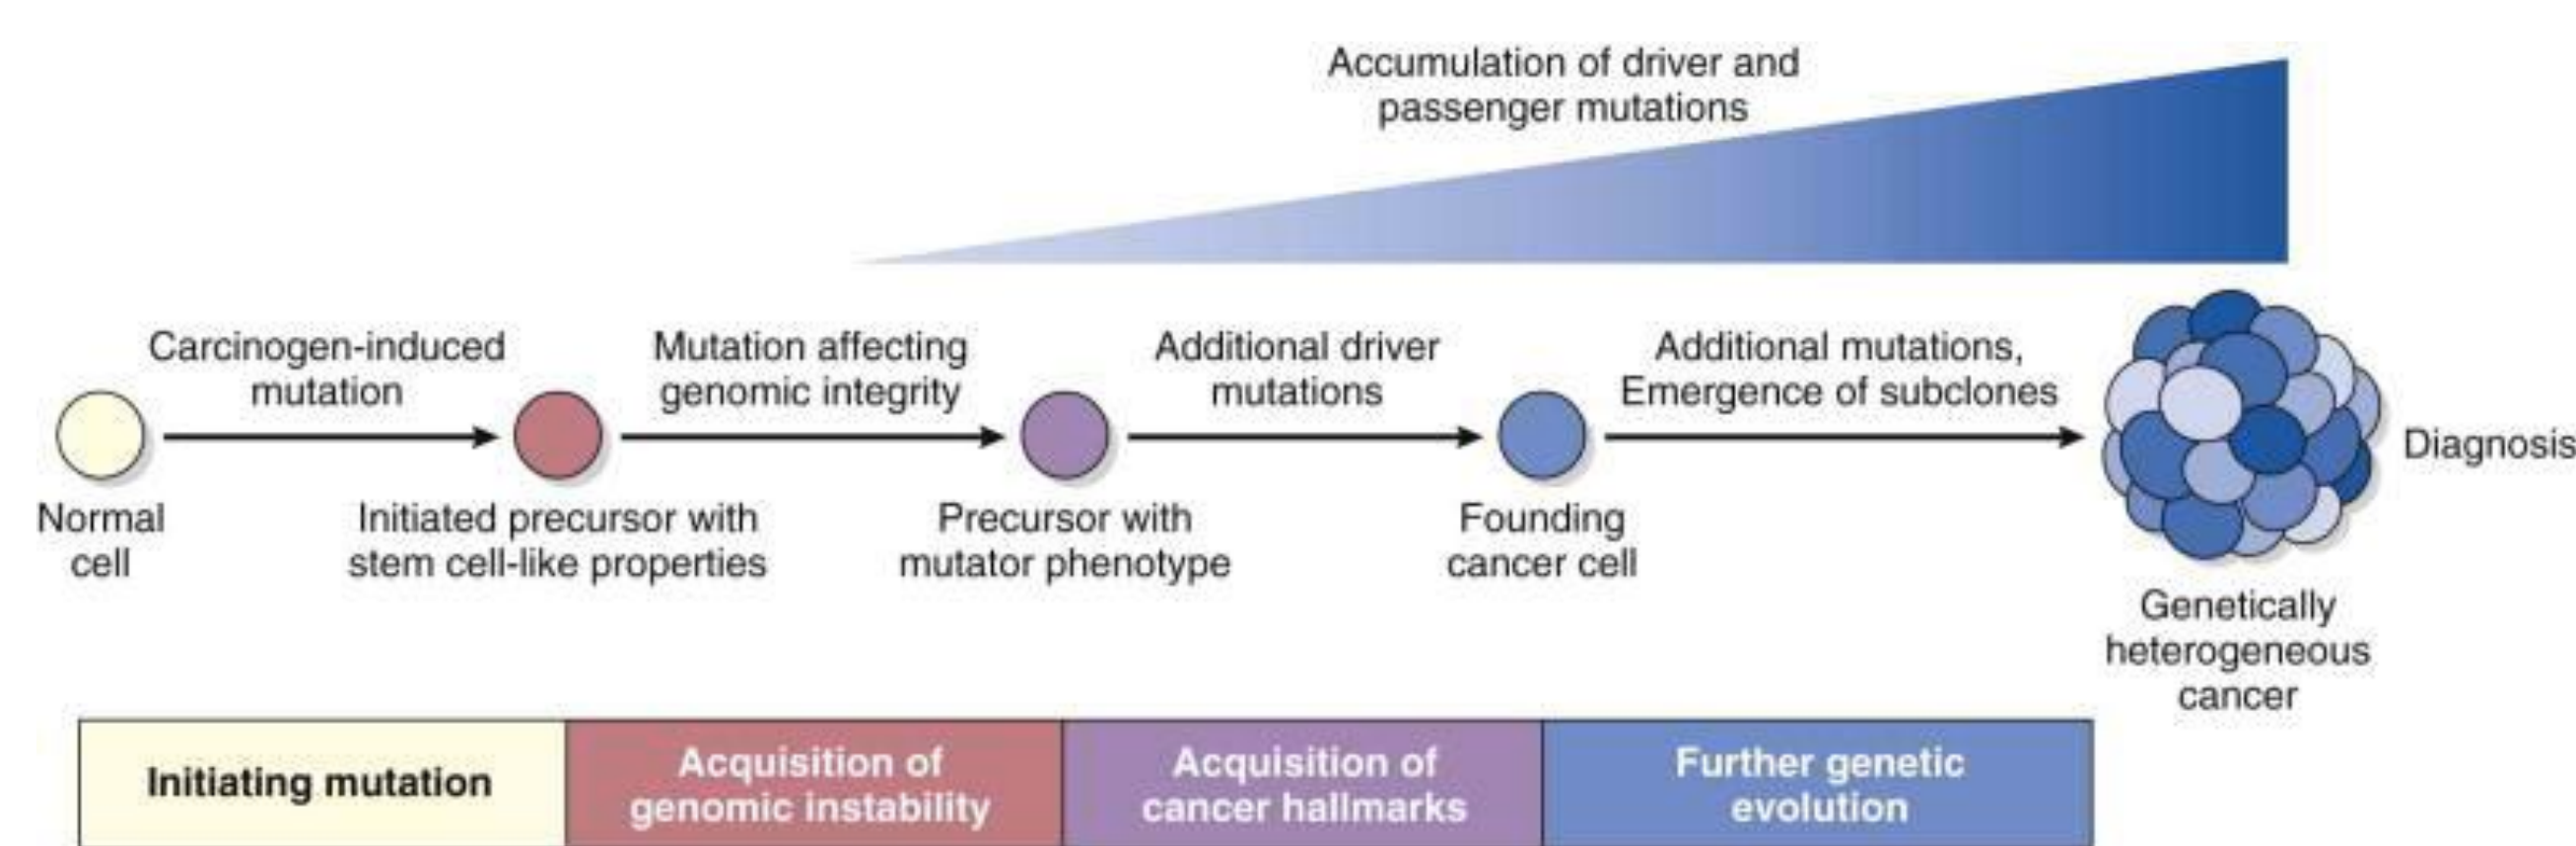 Accumulation of driver and
passenger mutations
Carcinogen-induced
mutation
Mutation affecting
genomic integrity
Additional driver
mutations
Additional mutations,
Emergence of subclones
Normal
cell
Initiated precursor with
stem cell-like properties
Precursor with
mutator phenotype
Founding
cancer cell
Diagnosis
Genetically
heterogeneous
cancer
Initiating mutation
Acquisition of
genomic instability
Acquisition of
cancer hallmarks
Further genetic
evolution